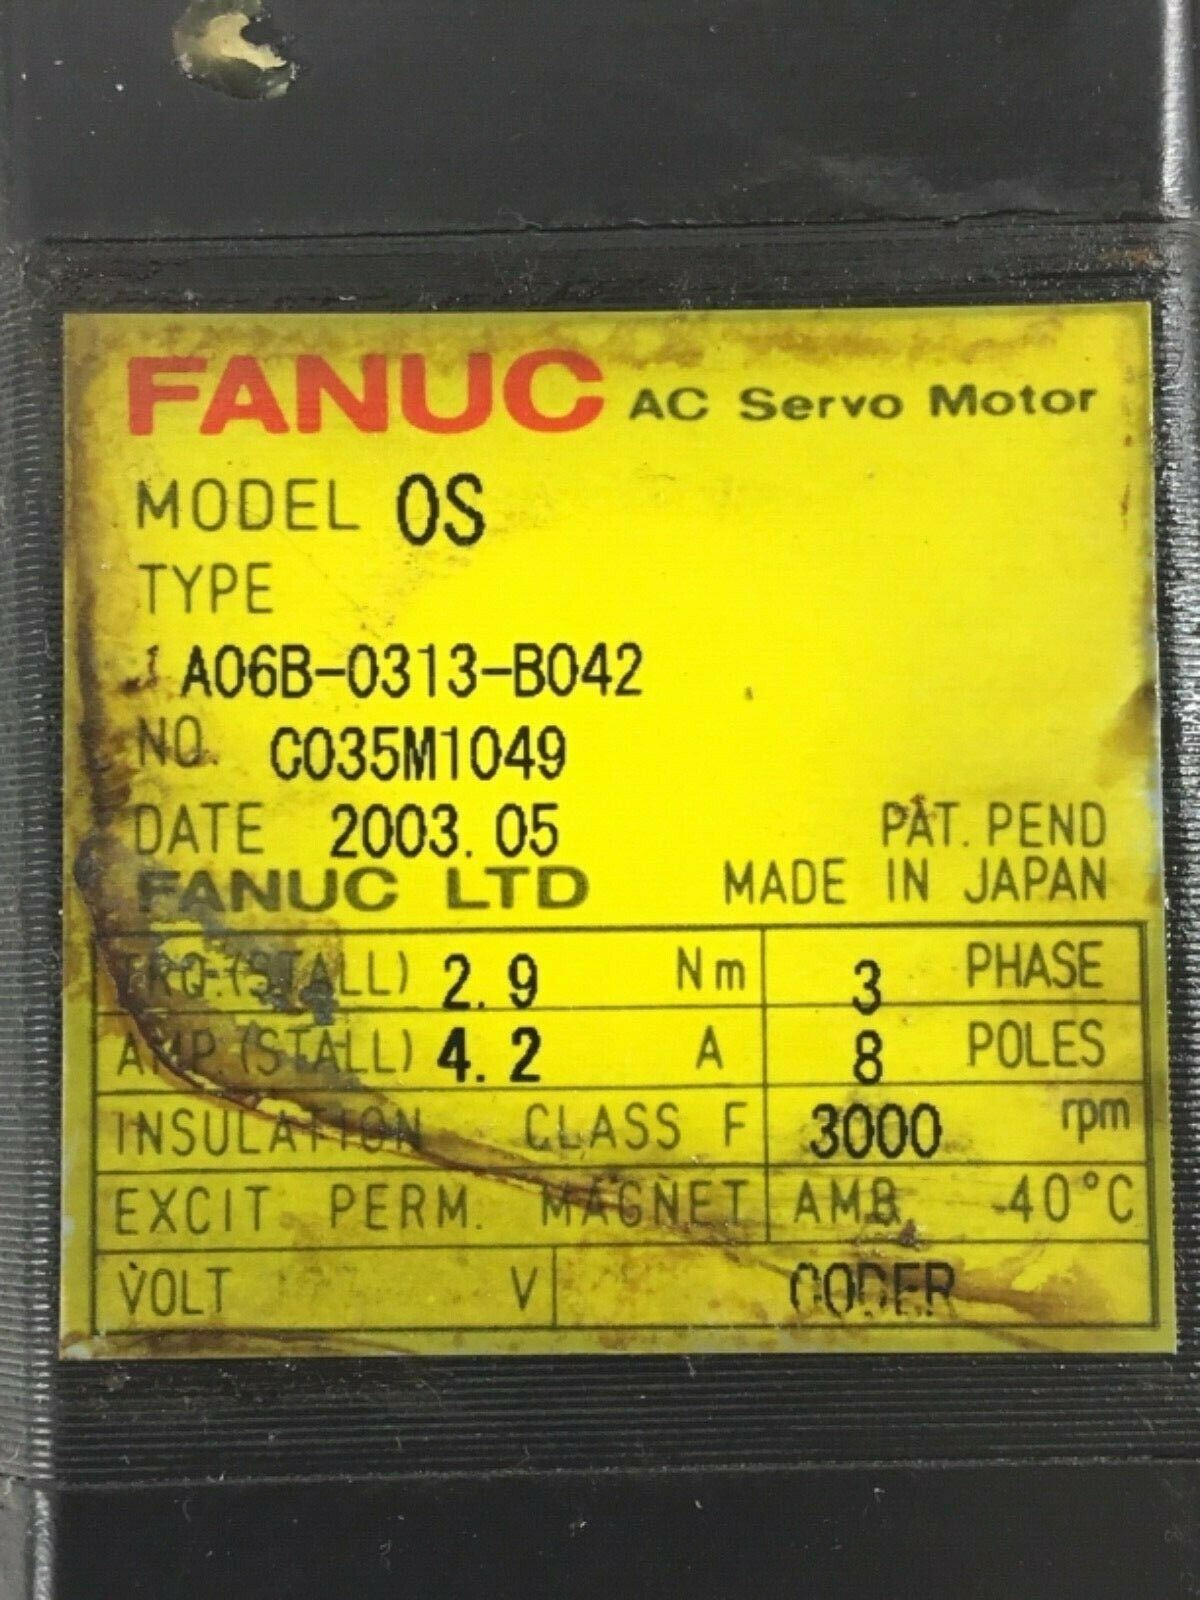 FANUC AC Servo Motor
MODEL 0S
TYPE
A06B-0313-B042
NO. C035M1049
DATE 2003.05 PAT. PEND
FANUC LTD MADE IN JAPAN
TRQ.(STALL) 2.9 Nm 3 PHASE
AMP.(STALL) 4.2 A 8 POLES
INSULATION CLASS F 3000 rpm
EXCIT PERM. MAGNET AMB. 40°C
VOLT V CODER